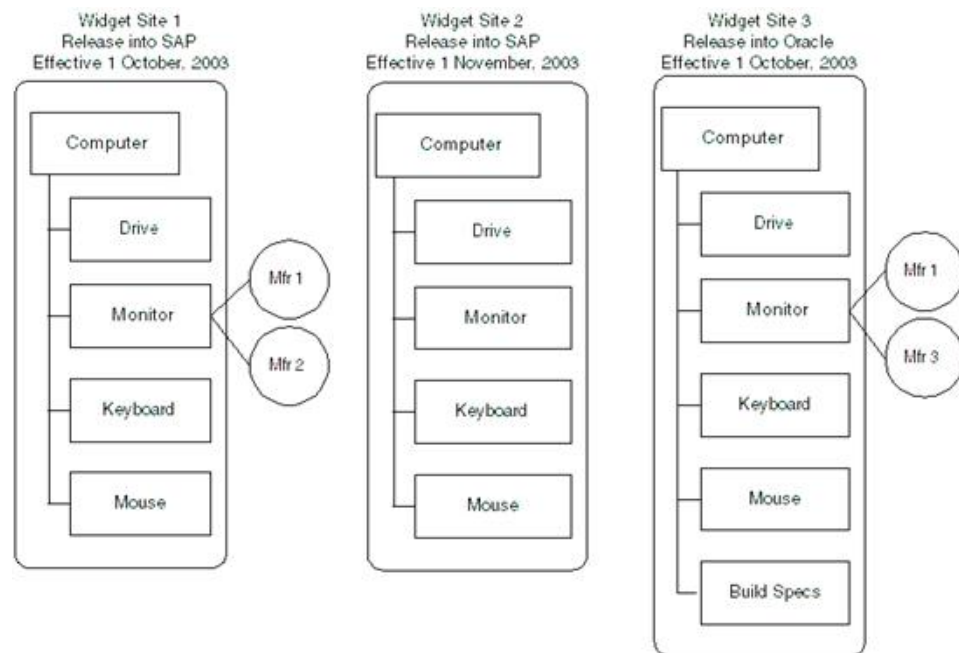 Widget Site 1
Release into SAP
Effective 1 October, 2003
Computer
Drive
Monitor
Mfr 1
Mfr 2
Keyboard
Mouse
Widget Site 2
Release into SAP
Effective 1 November, 2003
Computer
Drive
Monitor
Keyboard
Mouse
Widget Site 3
Release into Oracle
Effective 1 October, 2003
Computer
Drive
Monitor
Mfr 1
Mfr 3
Keyboard
Mouse
Build Specs